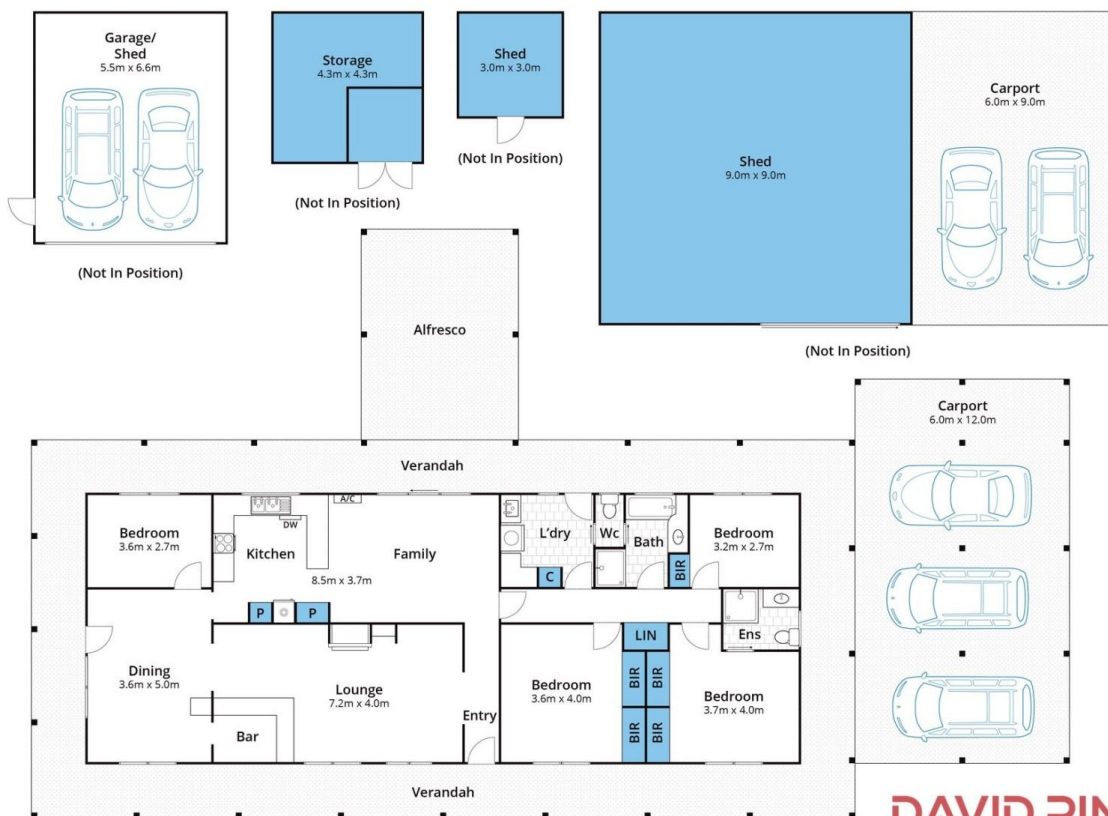 Garage/
Shed
5.5m x 6.6m
(Not In Position)
Storage
4.3m x 4.3m
(Not In Position)
Shed
3.0m x 3.0m
(Not In Position)
Shed
9.0m x 9.0m
Carport
6.0m x 9.0m
(Not In Position)
Alfresco
Carport
6.0m x 12.0m
Verandah
Bedroom
3.6m x 2.7m
Kitchen
DW
A/C
Family
8.5m x 3.7m
L'dry
C
Wc
Bath
BIR
Bedroom
3.2m x 2.7m
P
P
Ens
LIN
Dining
3.6m x 5.0m
Lounge
7.2m x 4.0m
Bar
Entry
Bedroom
3.6m x 4.0m
BIR
BIR
BIR
BIR
Bedroom
3.7m x 4.0m
Verandah
DAVID